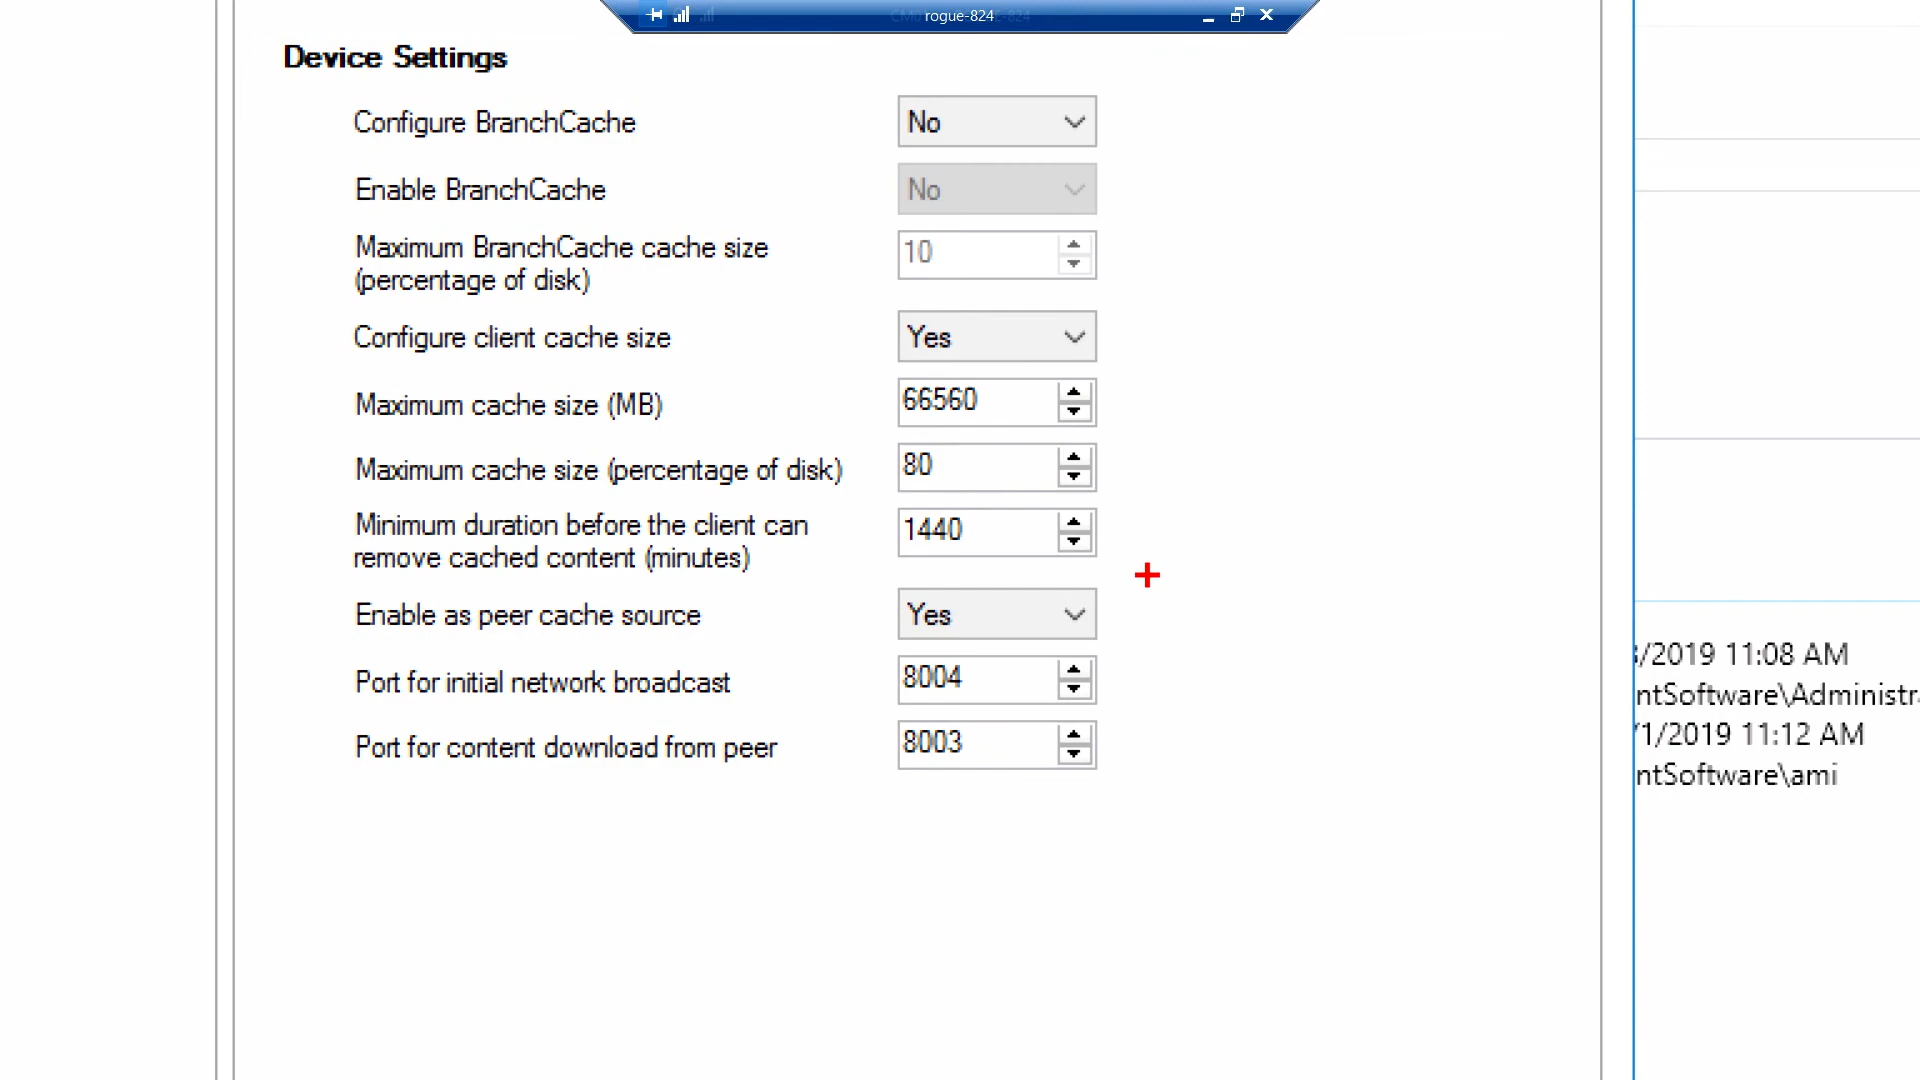 rogue-824
Device Settings
Configure BranchCache No
Enable BranchCache No
Maximum BranchCache cache size
(percentage of disk) 10
Configure client cache size Yes
Maximum cache size (MB) 66560
Maximum cache size (percentage of disk) 80
Minimum duration before the client can
remove cached content (minutes) 1440
Enable as peer cache source Yes
Port for initial network broadcast 8004
Port for content download from peer 8003
/2019 11:08 AM
ntSoftware\Administr
/1/2019 11:12 AM
ntSoftware\ami